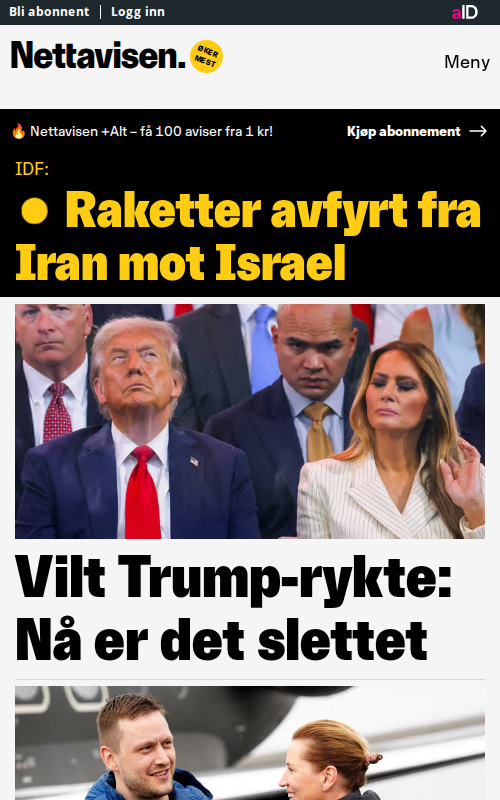 Bli abonnent | Logg inn
aID
Nettavisen.
ØKER
MEST
Meny
🔥 Nettavisen +Alt – få 100 aviser fra 1 kr!
Kjøp abonnement →
IDF:
Raketter avfyrt fra
Iran mot Israel
Vilt Trump-rykte:
Nå er det slettet